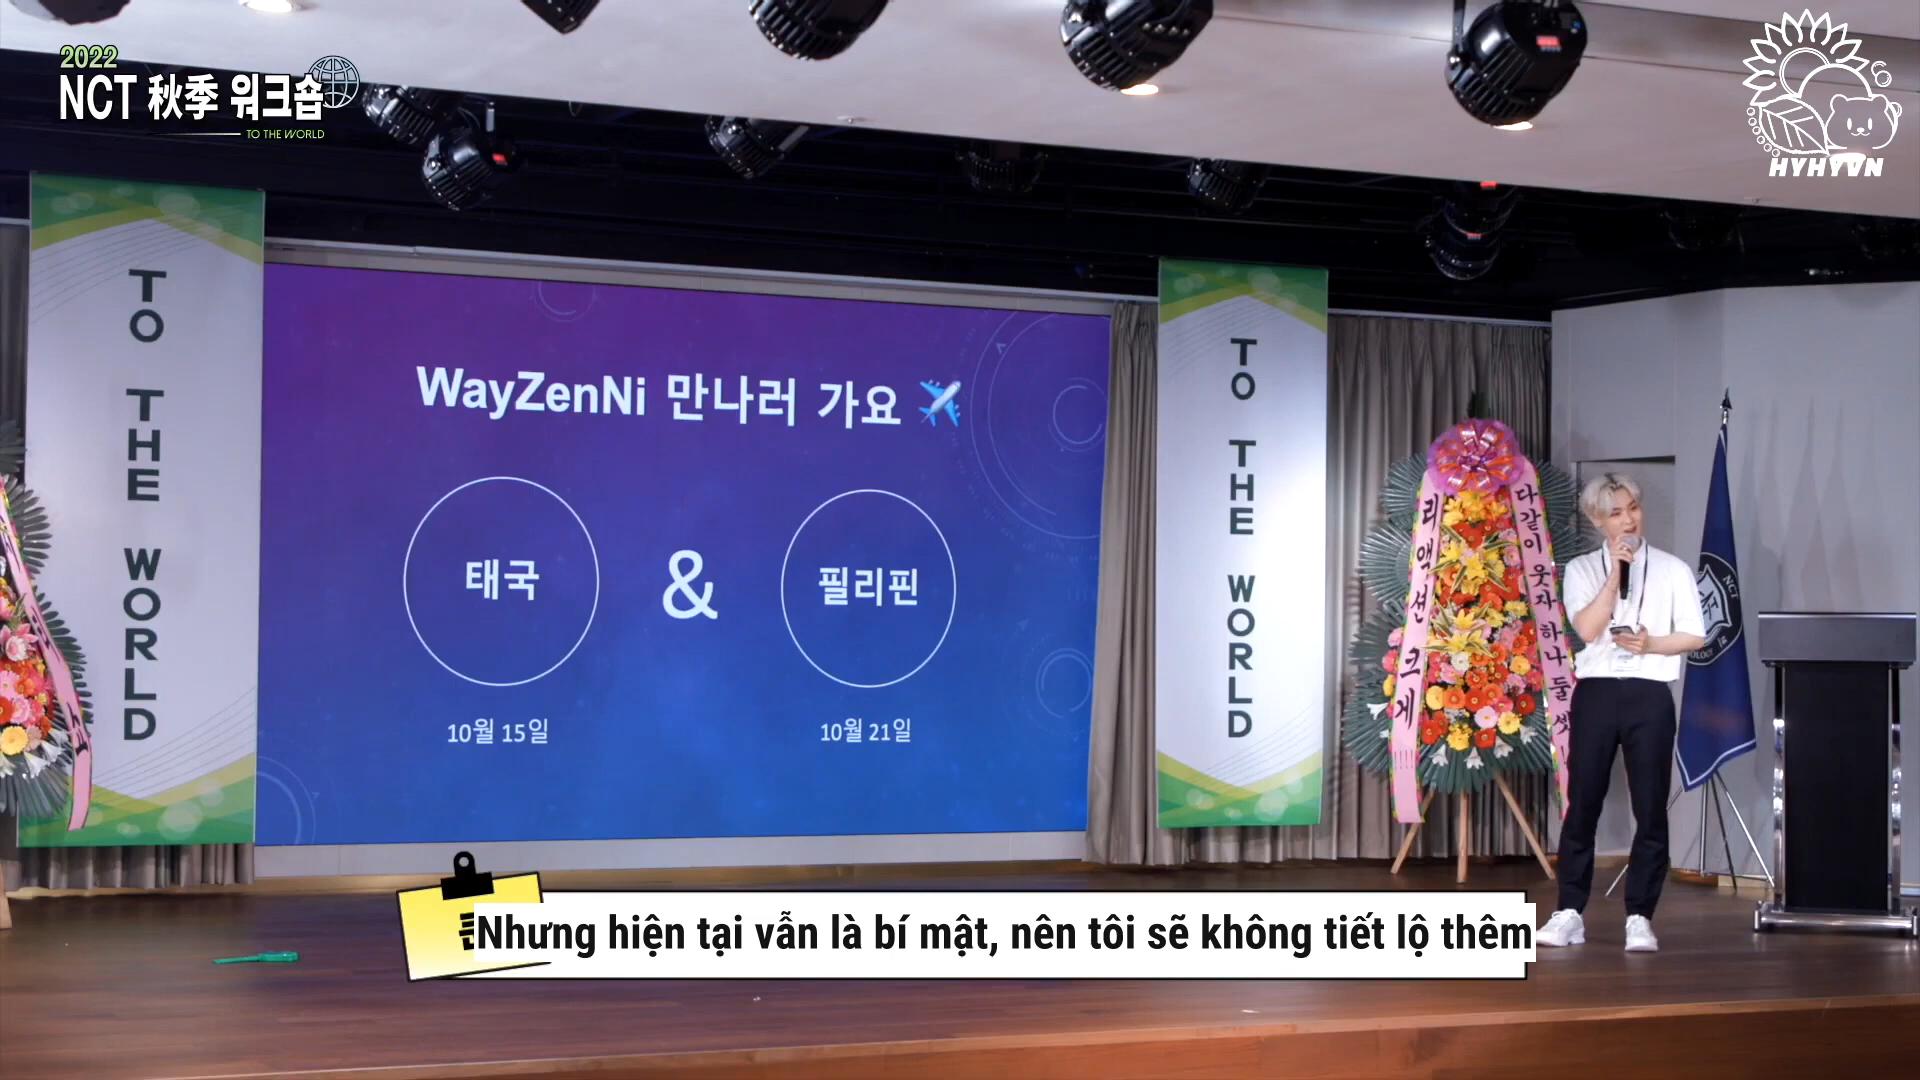 2022
NCT 秋季 워크숍
TO THE WORLD
HYHYVN
TO THE WORLD
WayZenNi 만나러 가요
태국
&
필리핀
10월 15일
10월 21일
TO THE WORLD
리액션 크게 !!!!
다같이 웃자 하나 둘 셋!
NCT
Nhưng hiện tại vẫn là bí mật, nên tôi sẽ không tiết lộ thêm